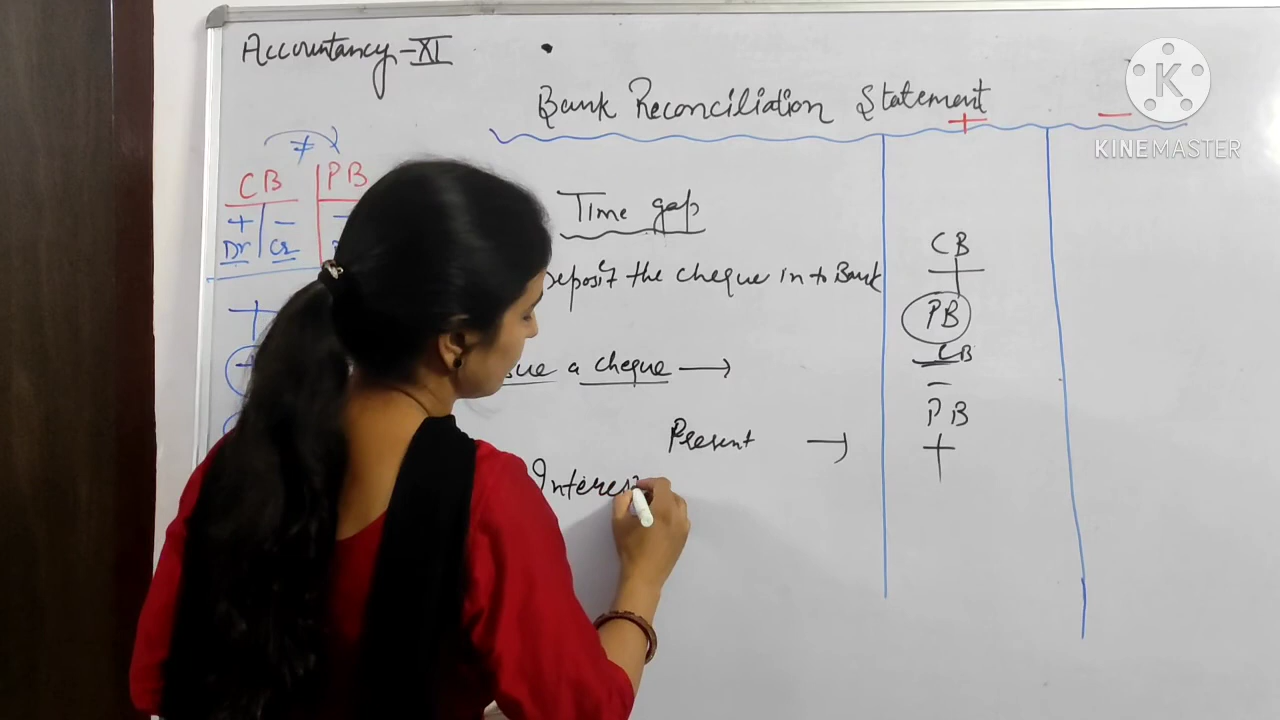 Accountancy-XI
Bank Reconciliation Statement
+ −
≠
CB PB
+ − −
Dr Cr
Time gap
Deposit the cheque in to Bank
CB
+
PB
a cheque →
CB
−
PB
Present →
+
Interest
K
KINEMASTER